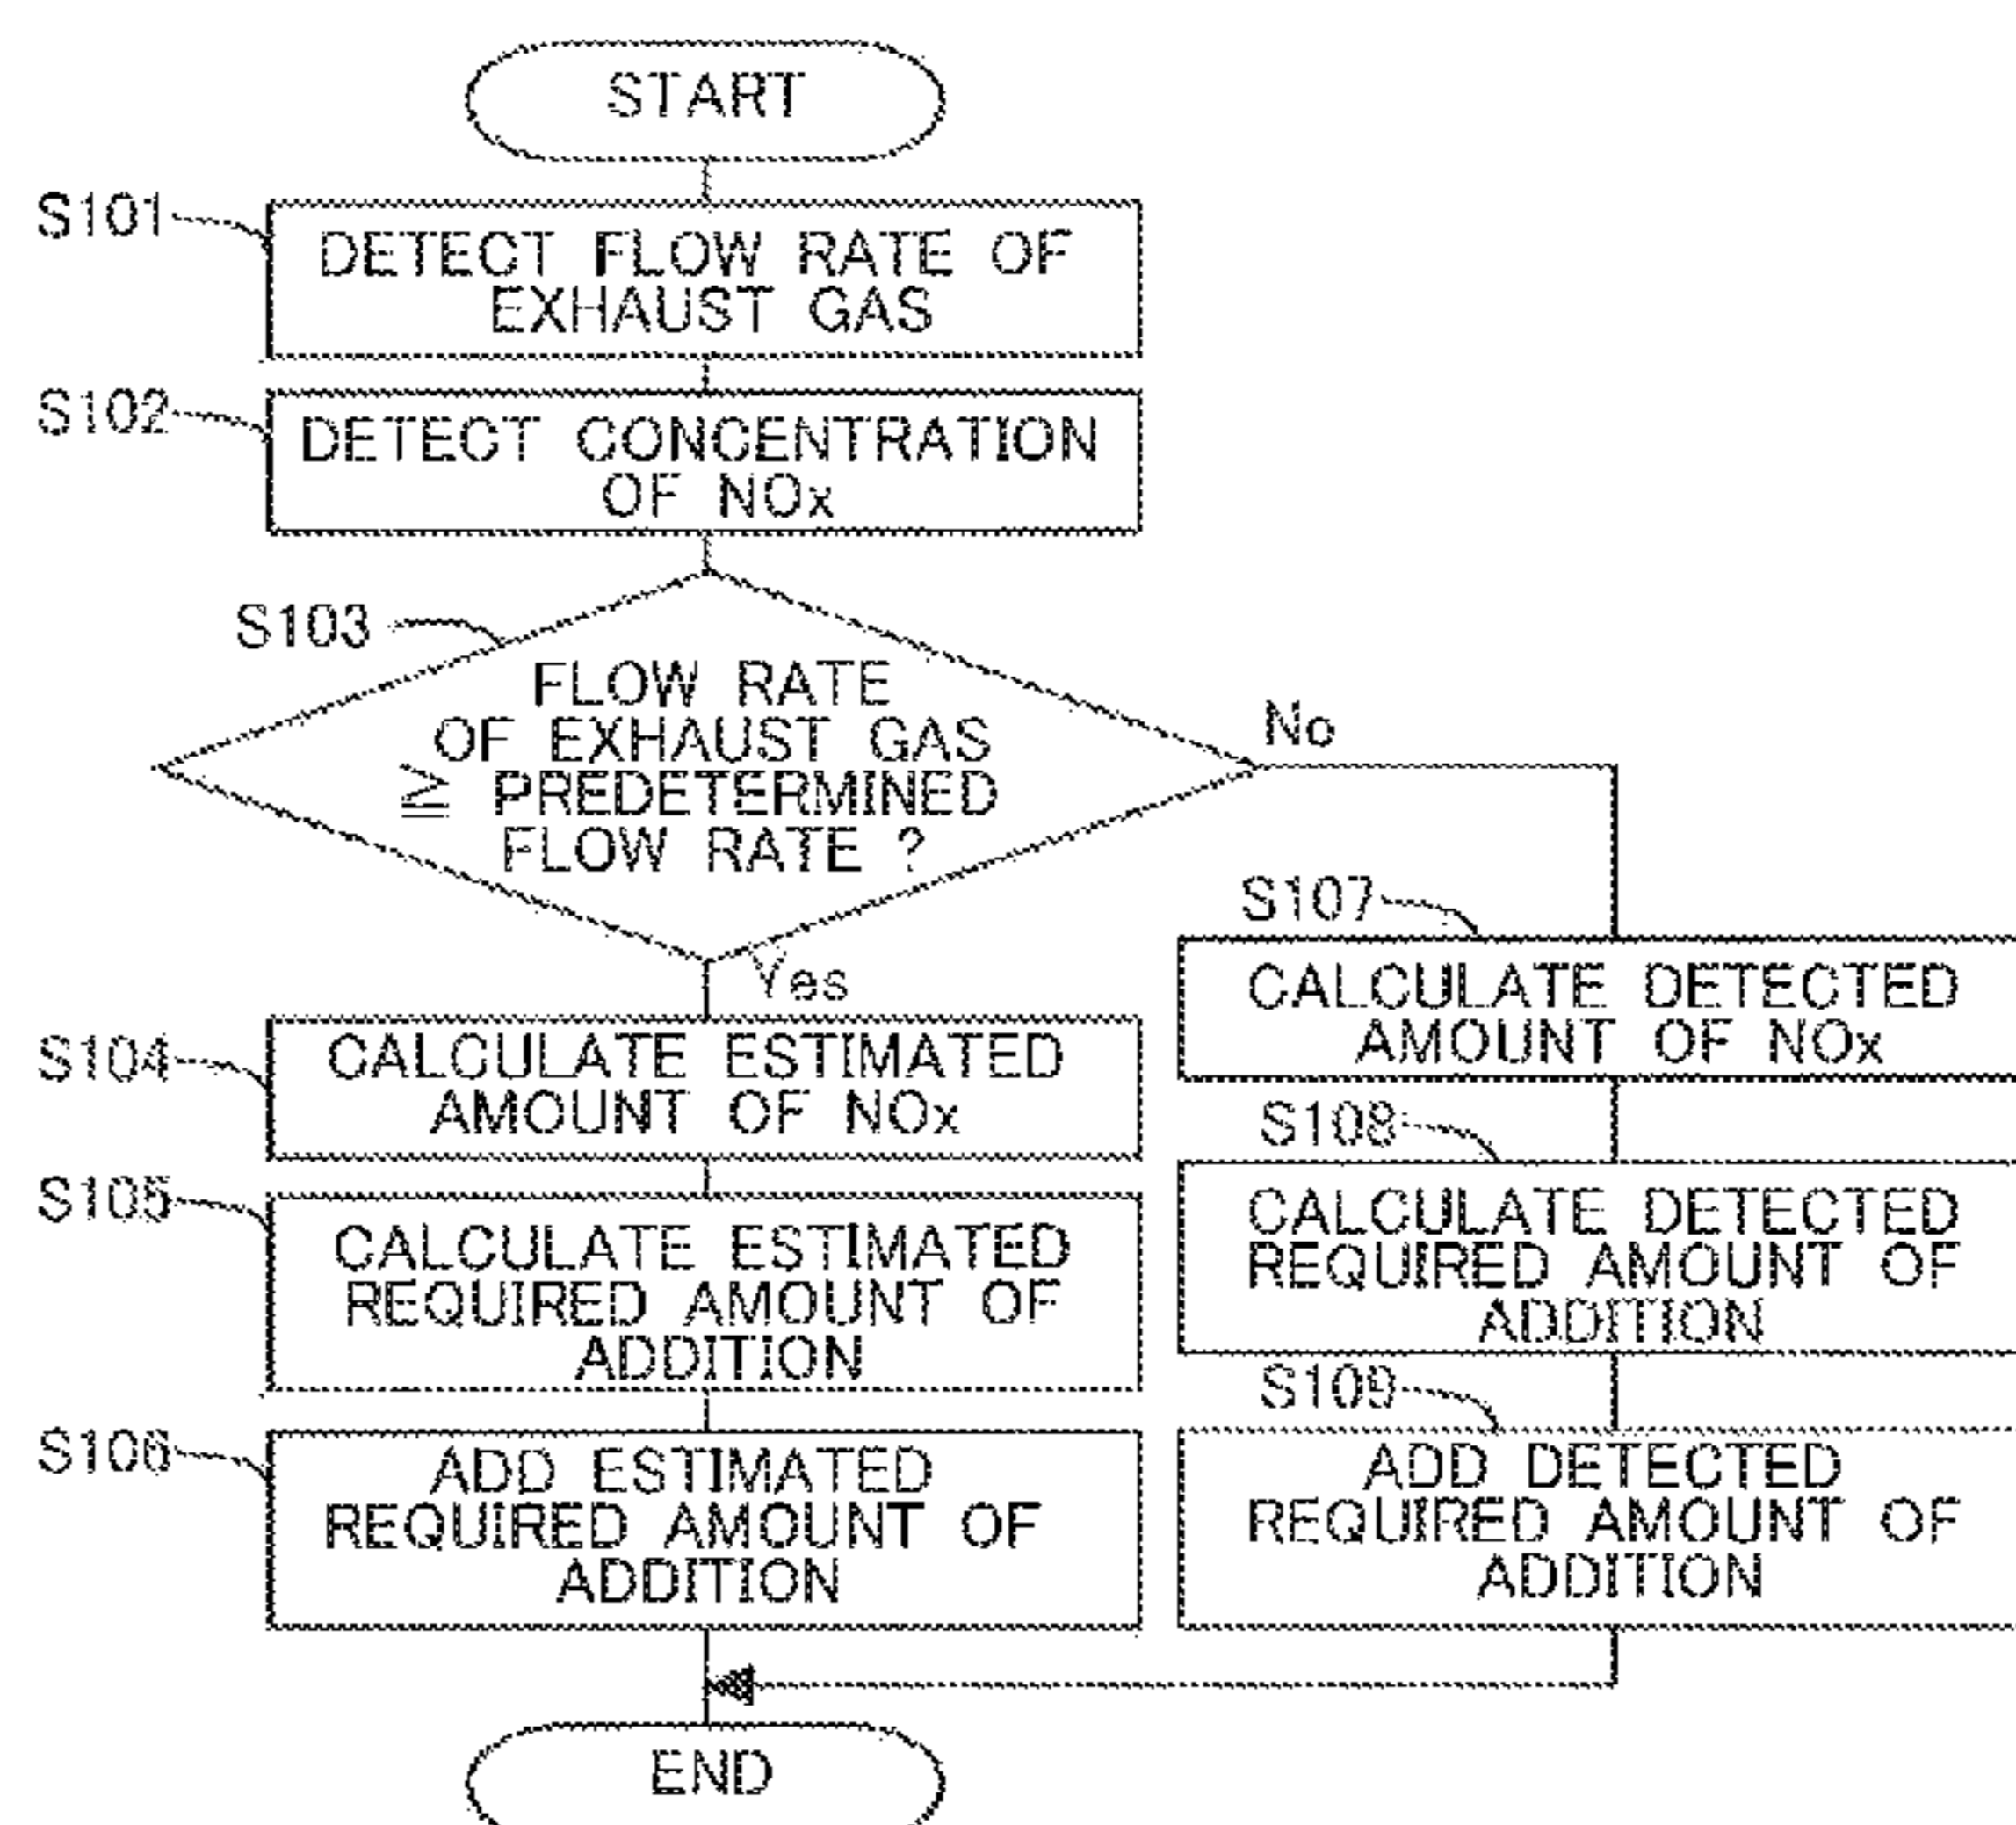 START
S101
DETECT FLOW RATE OF
EXHAUST GAS
S102
DETECT CONCENTRATION
OF NOx
S103
FLOW RATE
OF EXHAUST GAS
≧ PREDETERMINED
FLOW RATE ?
No
Yes
S104
CALCULATE ESTIMATED
AMOUNT OF NOx
S105
CALCULATE ESTIMATED
REQUIRED AMOUNT OF
ADDITION
S106
ADD ESTIMATED
REQUIRED AMOUNT OF
ADDITION
S107
CALCULATE DETECTED
AMOUNT OF NOx
S108
CALCULATE DETECTED
REQUIRED AMOUNT OF
ADDITION
S109
ADD DETECTED
REQUIRED AMOUNT OF
ADDITION
END